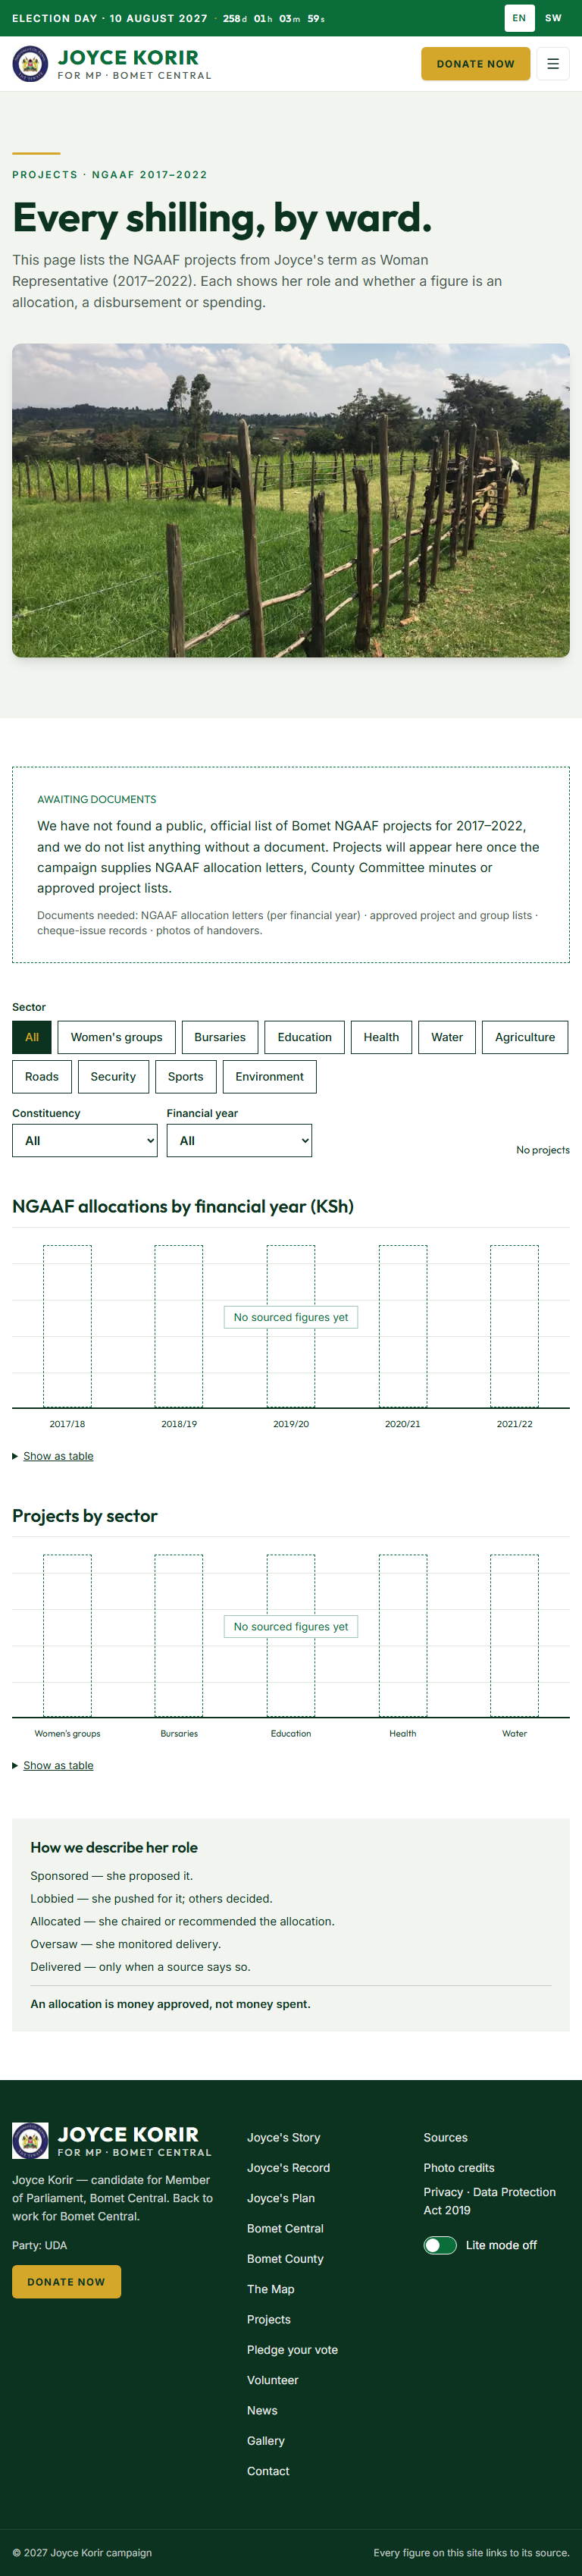 ELECTION DAY · 10 AUGUST 2027 · 258d 01h 03m 59s
EN SW
JOYCE KORIR
FOR MP · BOMET CENTRAL
DONATE NOW
PROJECTS · NGAAF 2017–2022
Every shilling, by ward.
This page lists the NGAAF projects from Joyce's term as Woman
Representative (2017–2022). Each shows her role and whether a figure is an
allocation, a disbursement or spending.
AWAITING DOCUMENTS
We have not found a public, official list of Bomet NGAAF projects for 2017–2022,
and we do not list anything without a document. Projects will appear here once the
campaign supplies NGAAF allocation letters, County Committee minutes or
approved project lists.
Documents needed: NGAAF allocation letters (per financial year) · approved project and group lists ·
cheque-issue records · photos of handovers.
Sector
All Women's groups Bursaries Education Health Water Agriculture
Roads Security Sports Environment
Constituency Financial year
All All
No projects
NGAAF allocations by financial year (KSh)
No sourced figures yet
2017/18 2018/19 2019/20 2020/21 2021/22
Show as table
Projects by sector
No sourced figures yet
Women's groups Bursaries Education Health Water
Show as table
How we describe her role
Sponsored — she proposed it.
Lobbied — she pushed for it; others decided.
Allocated — she chaired or recommended the allocation.
Oversaw — she monitored delivery.
Delivered — only when a source says so.
An allocation is money approved, not money spent.
JOYCE KORIR
FOR MP · BOMET CENTRAL
Joyce Korir — candidate for Member
of Parliament, Bomet Central. Back to
work for Bomet Central.
Party: UDA
DONATE NOW
Joyce's Story
Joyce's Record
Joyce's Plan
Bomet Central
Bomet County
The Map
Projects
Pledge your vote
Volunteer
News
Gallery
Contact
Sources
Photo credits
Privacy · Data Protection
Act 2019
Lite mode off
© 2027 Joyce Korir campaign
Every figure on this site links to its source.